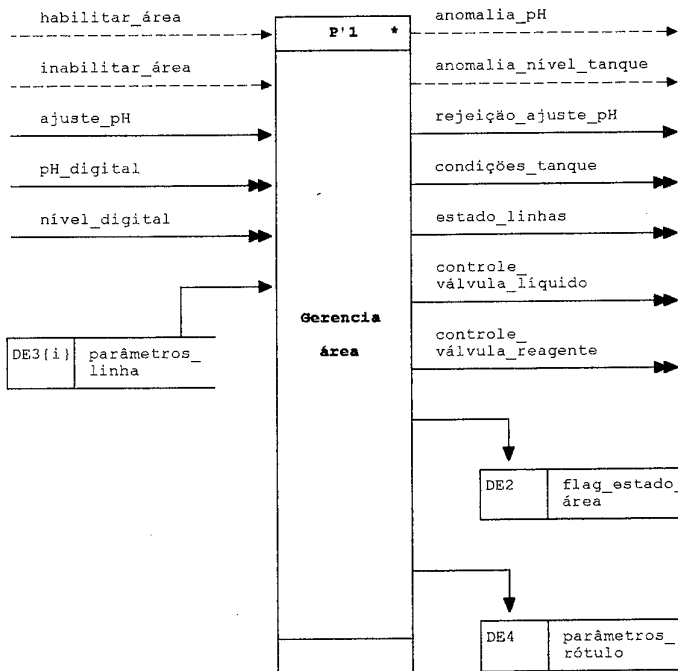 habilitar_área
inabilitar_área
ajuste_pH
pH_digital
nível_digital
DE3{i} parâmetros_
linha
P'1 *
Gerencia
área
anomalia_pH
anomalia_nível_tanque
rejeição_ajuste_pH
condições_tanque
estado_linhas
controle_
válvula_líquido
controle_
válvula_reagente
DE2 flag_estado_
área
DE4 parâmetros_
rótulo